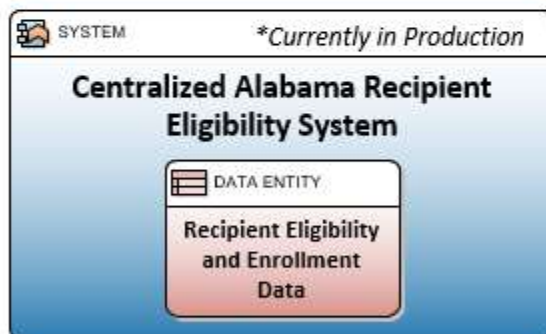 SYSTEM *Currently in Production
Centralized Alabama Recipient
Eligibility System
DATA ENTITY
Recipient Eligibility
and Enrollment
Data